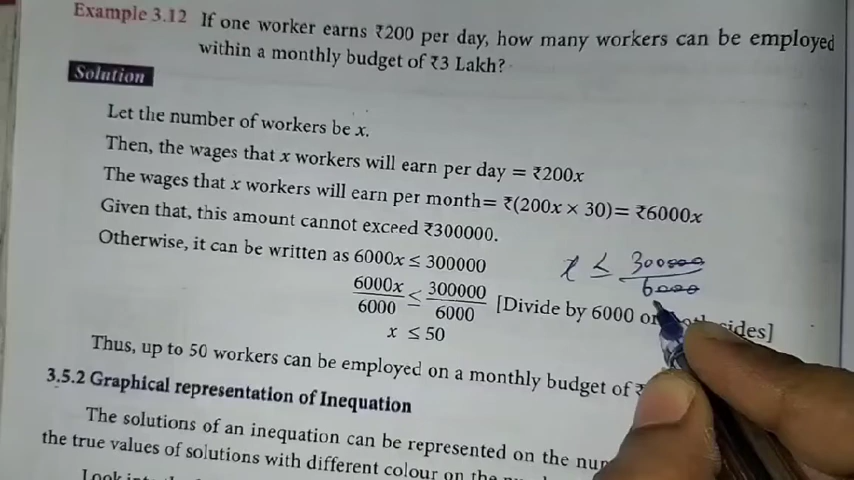 Example 3.12 If one worker earns ₹200 per day, how many workers can be employed
within a monthly budget of ₹3 Lakh?
Solution
Let the number of workers be x.
Then, the wages that x workers will earn per day = ₹200x
The wages that x workers will earn per month= ₹(200x × 30)= ₹6000x
Given that, this amount cannot exceed ₹300000.
Otherwise, it can be written as 6000x ≤ 300000
x ≤ 300000/6000
6000x/6000 ≤ 300000/6000 [Divide by 6000 sides]
x ≤ 50
Thus, up to 50 workers can be employed on a monthly budget of ₹
3.5.2 Graphical representation of Inequation
The solutions of an inequation can be represented on the
the true values of solutions with different colour on the
Look